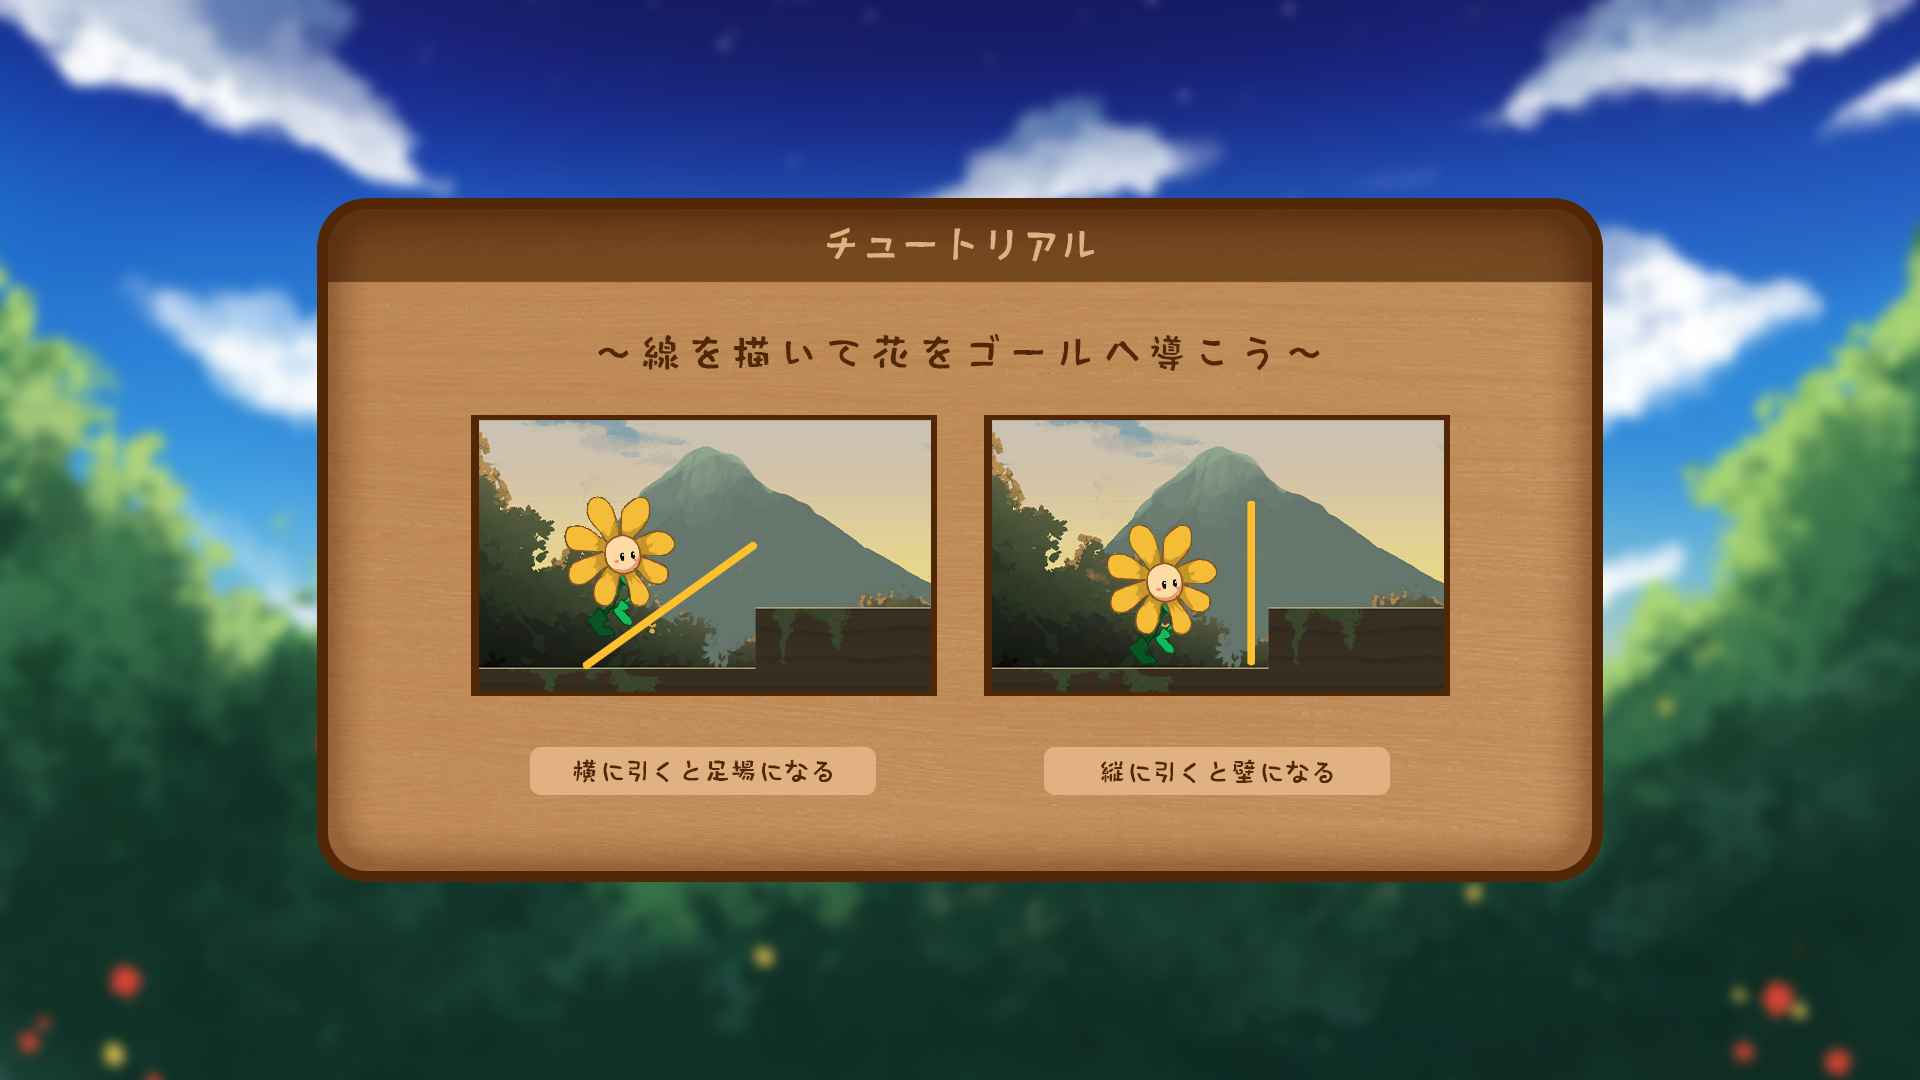 チュートリアル
～線を描いて花をゴールへ導こう～
横に引くと足場になる
縦に引くと壁になる